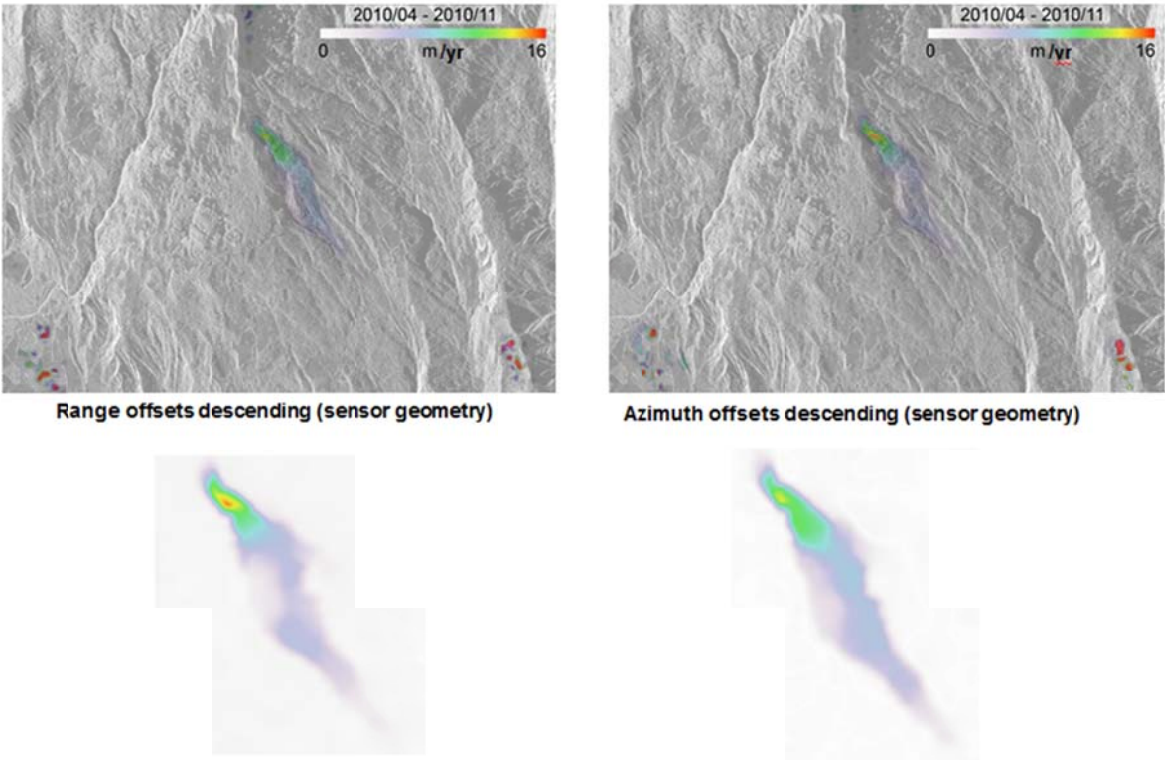 2010/04 - 2010/11
0 m/yr 16
2010/04 - 2010/11
0 m/yr 16
Range offsets descending (sensor geometry)
Azimuth offsets descending (sensor geometry)